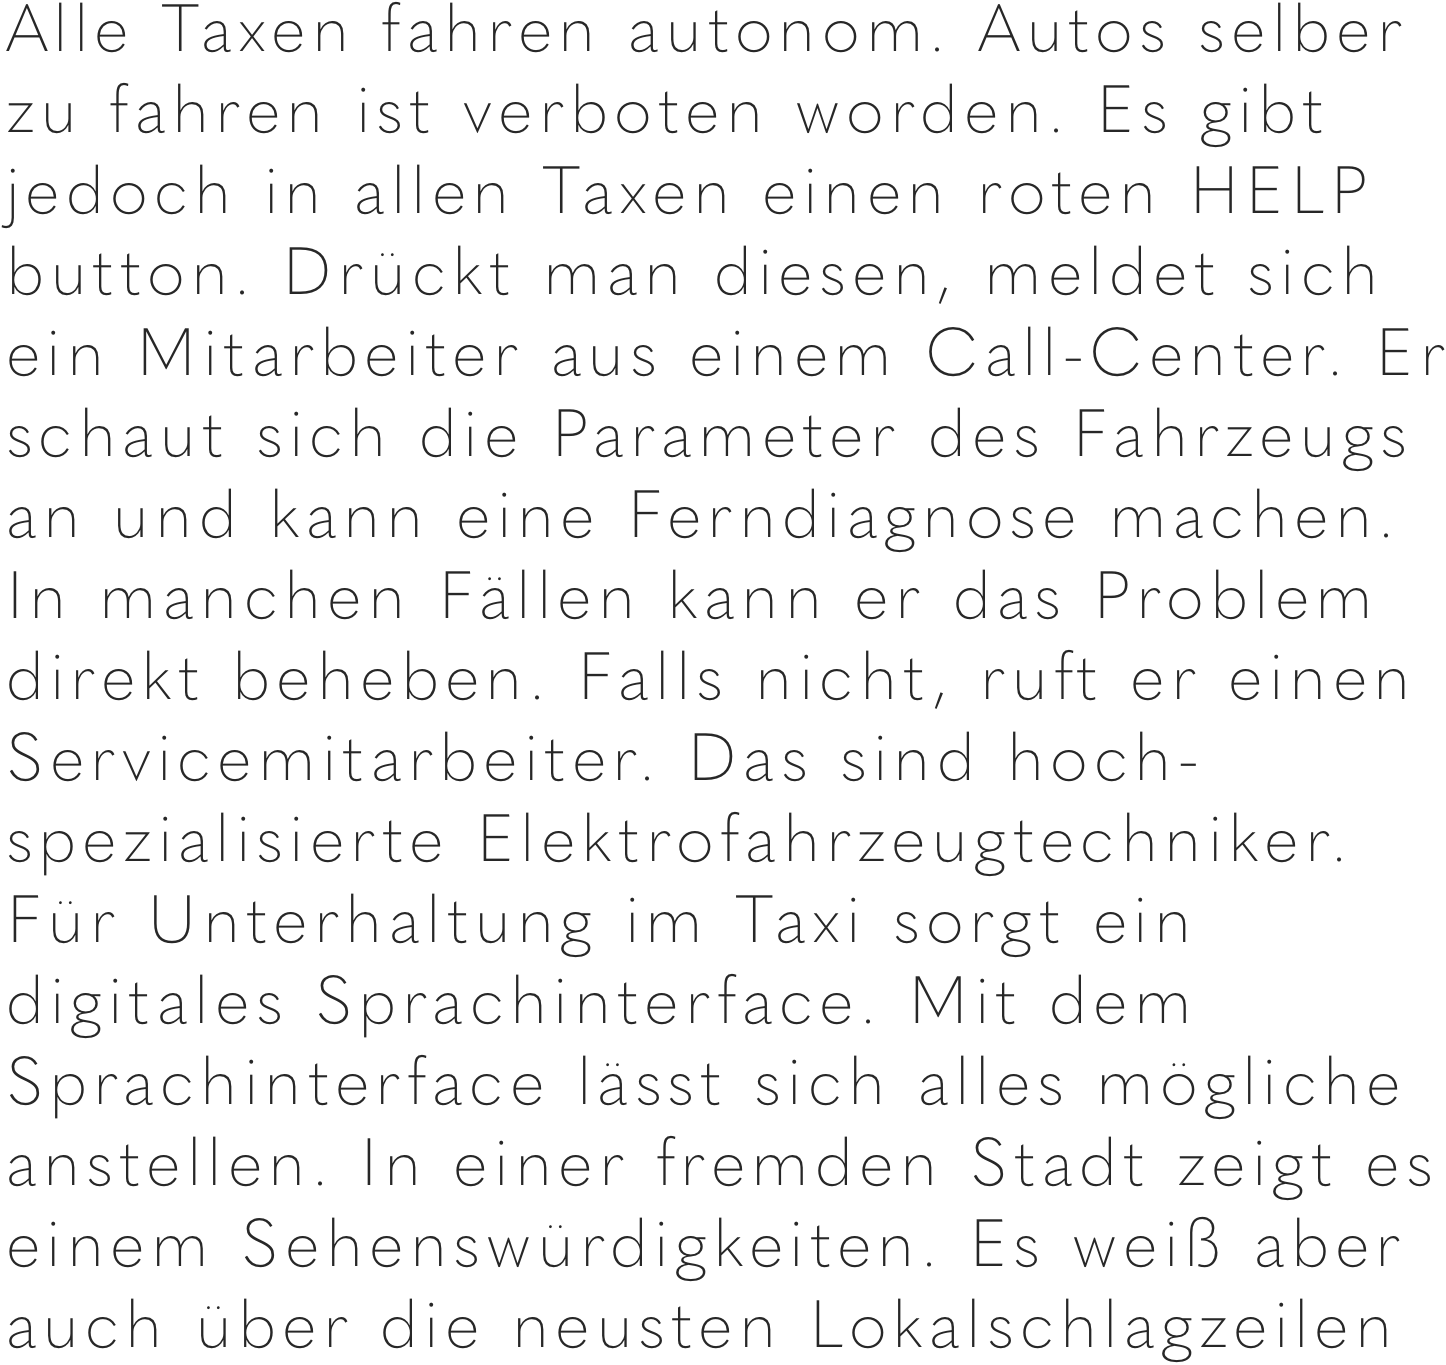 Alle Taxen fahren autonom. Autos selber
zu fahren ist verboten worden. Es gibt
jedoch in allen Taxen einen roten HELP
button. Drückt man diesen, meldet sich
ein Mitarbeiter aus einem Call-Center. Er
schaut sich die Parameter des Fahrzeugs
an und kann eine Ferndiagnose machen.
In manchen Fällen kann er das Problem
direkt beheben. Falls nicht, ruft er einen
Servicemitarbeiter. Das sind hoch-
spezialisierte Elektrofahrzeugtechniker.
Für Unterhaltung im Taxi sorgt ein
digitales Sprachinterface. Mit dem
Sprachinterface lässt sich alles mögliche
anstellen. In einer fremden Stadt zeigt es
einem Sehenswürdigkeiten. Es weiß aber
auch über die neusten Lokalschlagzeilen